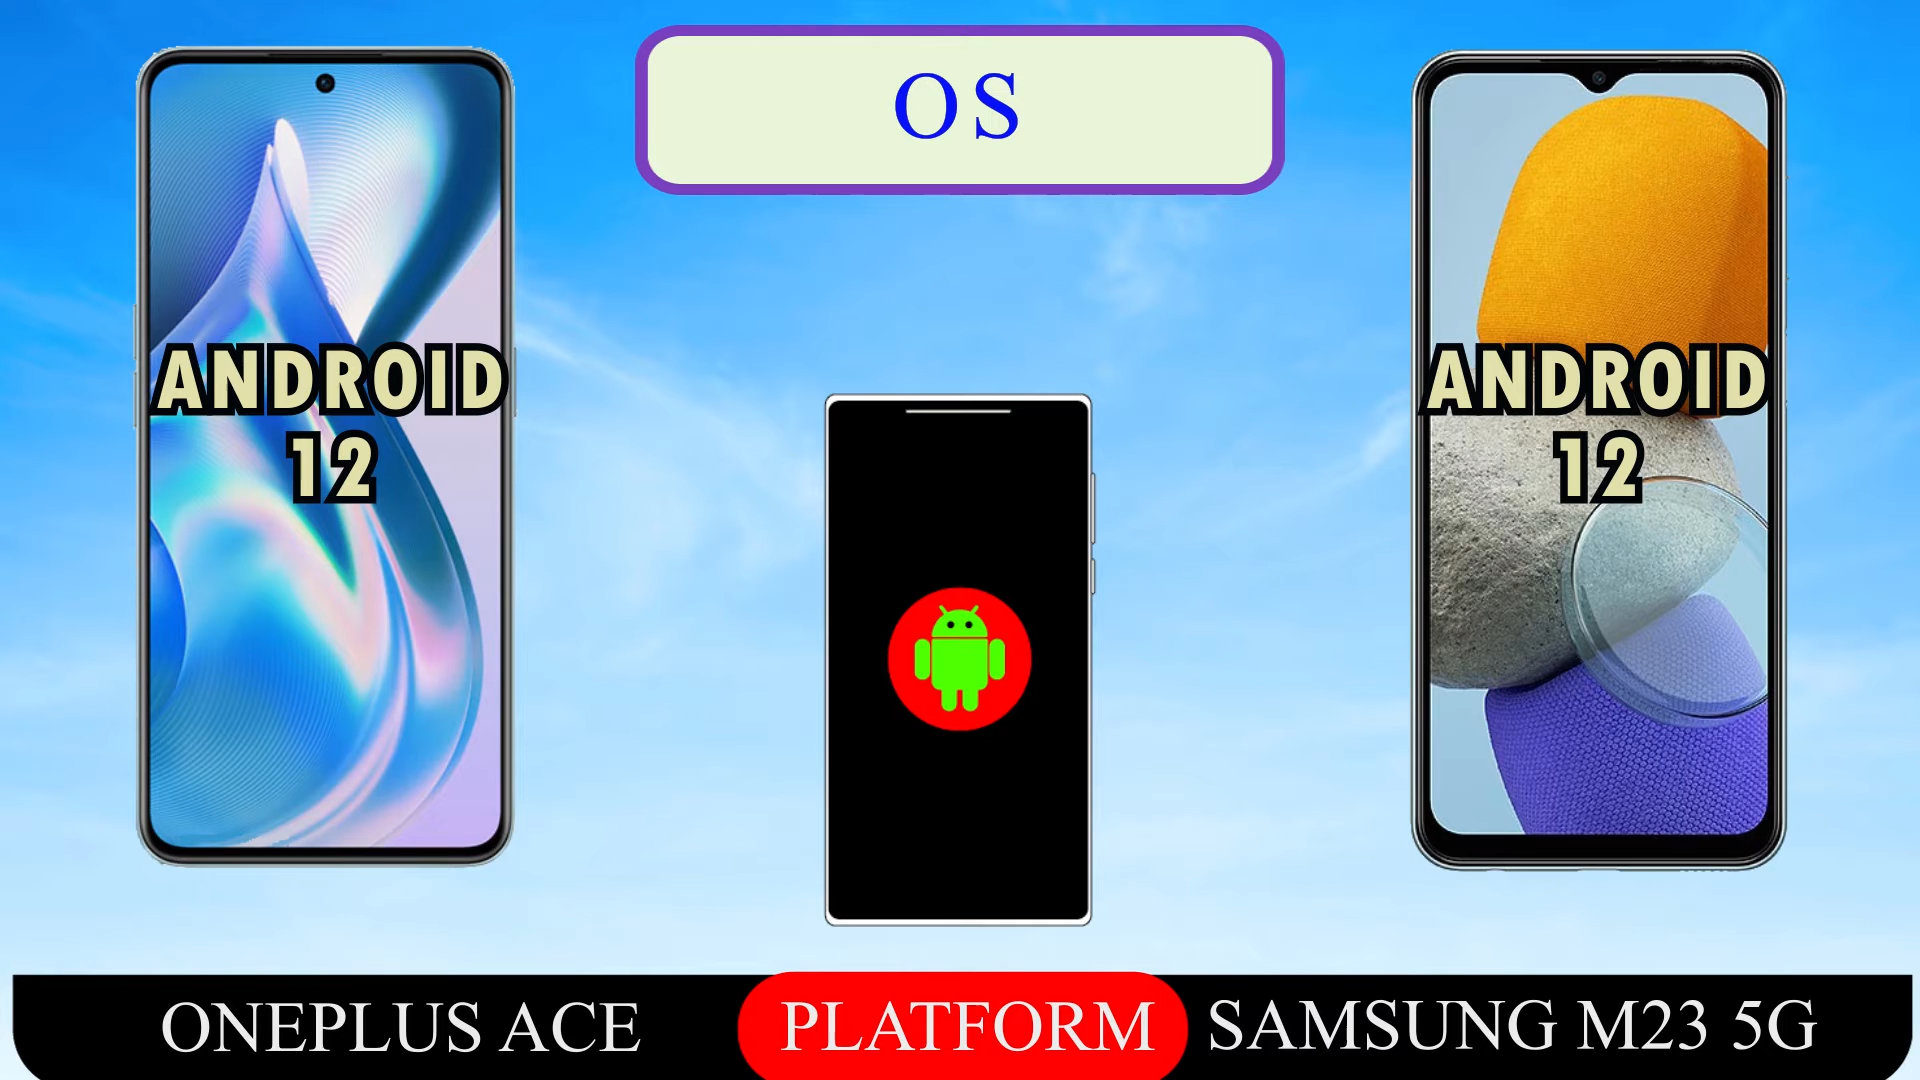 OS
ANDROID
12
ANDROID
12
ONEPLUS ACE
PLATFORM
SAMSUNG M23 5G